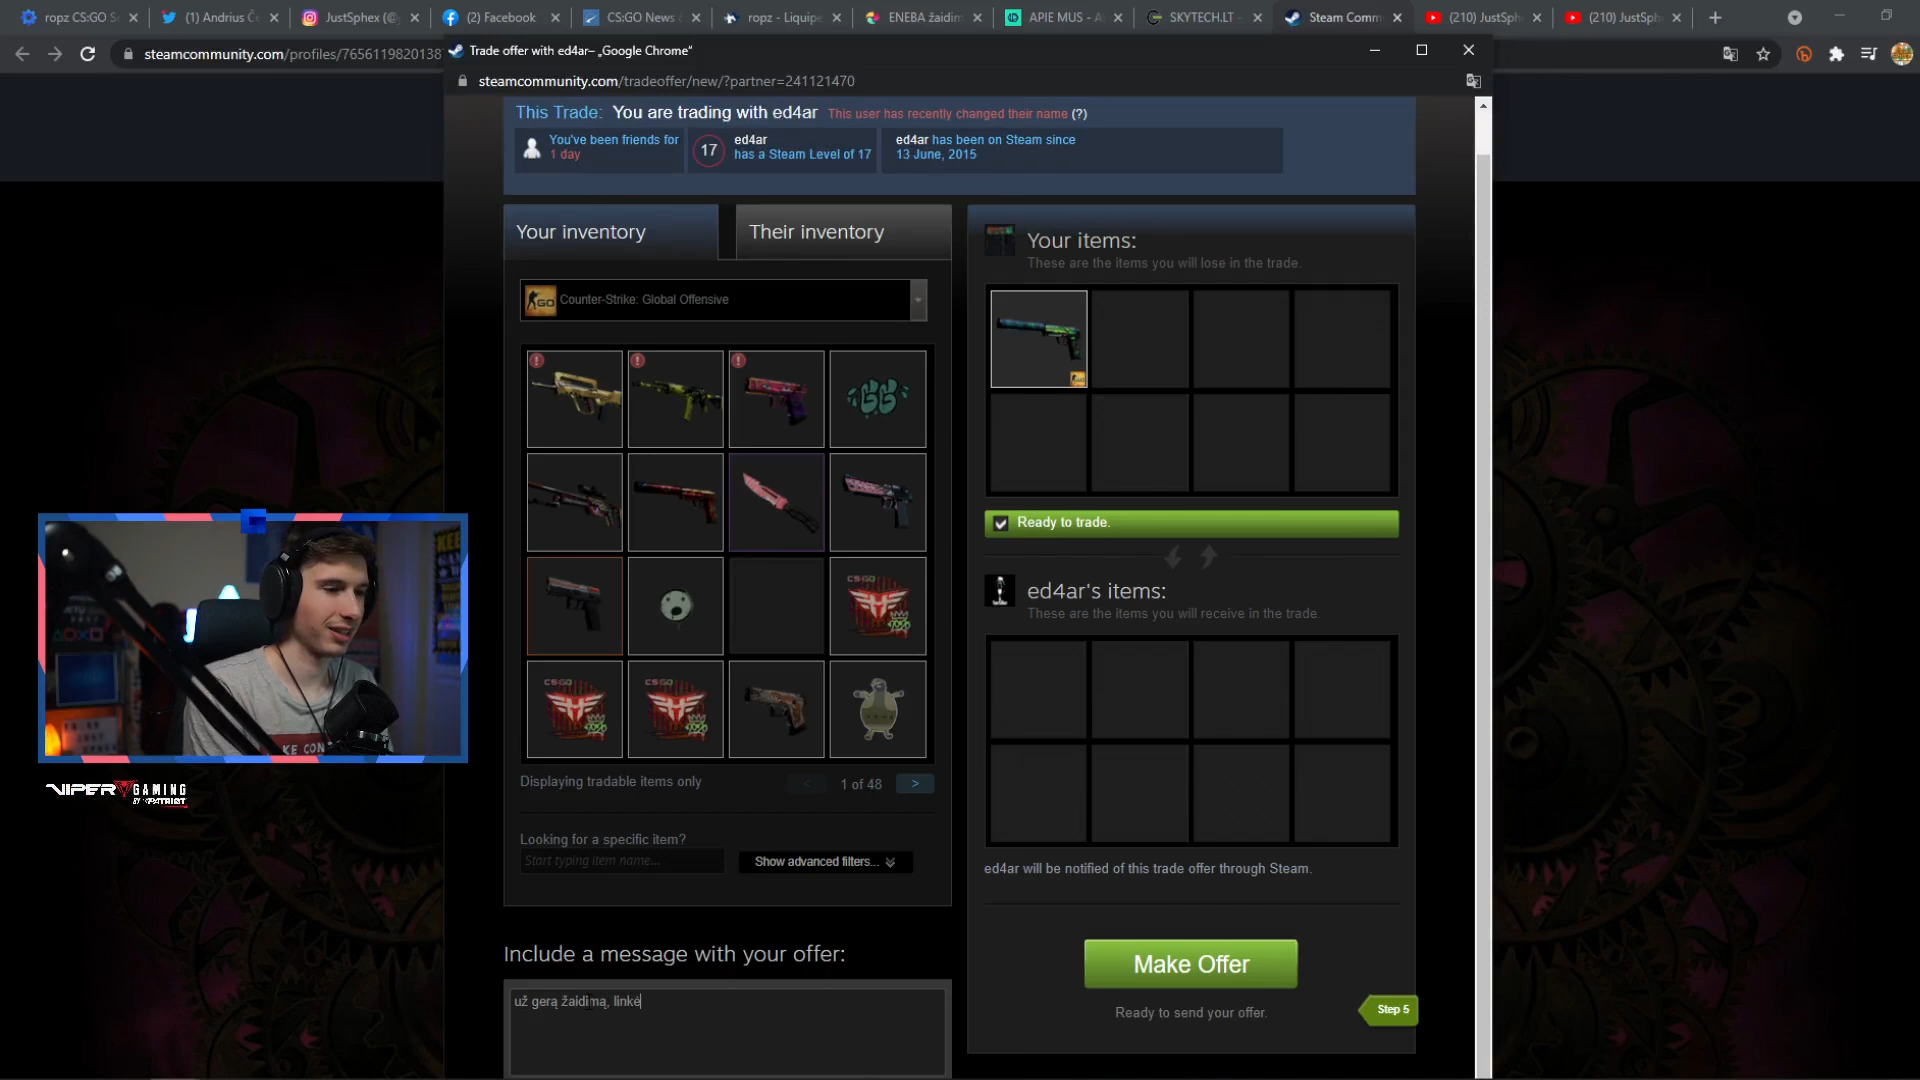 ropz CS:GO Se
(1) Andrius Če
JustSphex (@
(2) Facebook
CS:GO News &
ropz - Liquipe
ENEBA žaidim
APIE MUS - A
SKYTECH.LT -
Steam Comm
(210) JustSph
(210) JustSph
steamcommunity.com/profiles/7656119820138
Trade offer with ed4ar– „Google Chrome“
steamcommunity.com/tradeoffer/new/?partner=241121470
This Trade: You are trading with ed4ar This user has recently changed their name (?)
You've been friends for
1 day
17
ed4ar
has a Steam Level of 17
ed4ar has been on Steam since
13 June, 2015
Your inventory
Their inventory
Counter-Strike: Global Offensive
Displaying tradable items only
< 1 of 48 >
Looking for a specific item?
Start typing item name...
Show advanced filters...
Include a message with your offer:
už gerą žaidimą, linkė
Your items:
These are the items you will lose in the trade.
Ready to trade.
ed4ar's items:
These are the items you will receive in the trade.
ed4ar will be notified of this trade offer through Steam.
Make Offer
Ready to send your offer.
Step 5
VIPER GAMING
BY PATRIOT